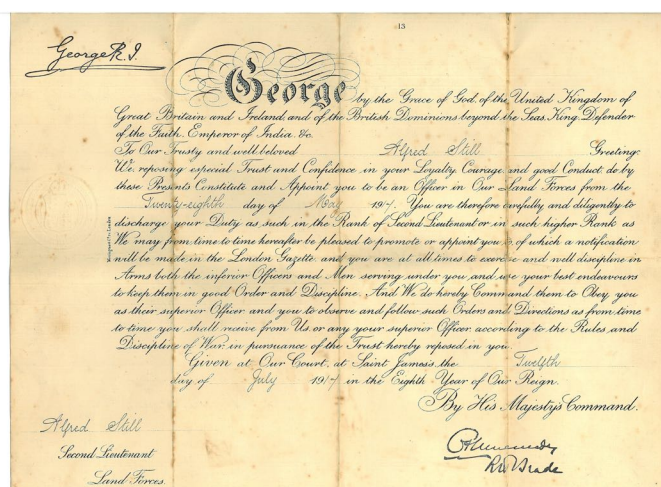 13
George R.I.
George by the Grace of God, of the United Kingdom of
Great Britain and Ireland, and of the British Dominions beyond the Seas, King, Defender
of the Faith, Emperor of India, &c.
To Our Trusty and well beloved Alfred Still Greeting:
We, reposing especial Trust and Confidence in your Loyalty, Courage, and good Conduct, do by
these Presents Constitute and Appoint you to be an Officer in Our Land Forces from the
Twenty-eighth day of May 1917. You are therefore carefully and diligently to
discharge your Duty as such in the Rank of Second Lieutenant or in such higher Rank as
We may from time to time hereafter be pleased to promote or appoint you to, of which a notification
will be made in the London Gazette, and you are at all times to exercise and well discipline in
Arms both the inferior Officers and Men serving under you and use your best endeavours
to keep them in good Order and Discipline. And We do hereby Command them to Obey you
as their superior Officer and you to observe and follow such Orders and Directions as from time
to time you shall receive from Us, or any your superior Officer, according to the Rules and
Discipline of War, in pursuance of the Trust hereby reposed in you.
Given at Our Court, at Saint James's, the Twelfth
day of July 1917 in the Eighth Year of Our Reign.
By His Majesty's Command.
Alfred Still
Second Lieutenant
Land Forces.